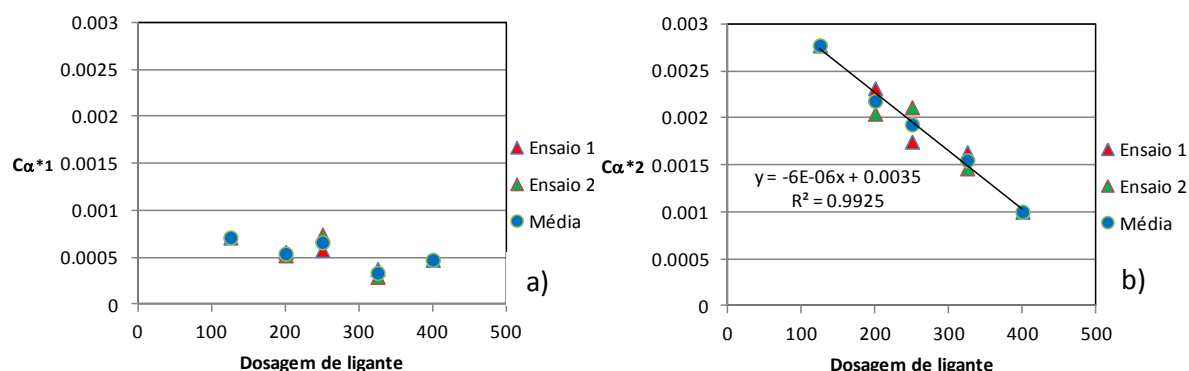 0.003
0.0025
0.002
Cα*1 0.0015
0.001
0.0005
0
0 100 200 300 400 500
Dosagem de ligante
Ensaio 1
Ensaio 2
Média
a)
0.003
0.0025
0.002
Cα*2 0.0015
0.001
0.0005
0
0 100 200 300 400 500
Dosagem de ligante
y = -6E-06x + 0.0035
R² = 0.9925
Ensaio 1
Ensaio 2
Média
b)